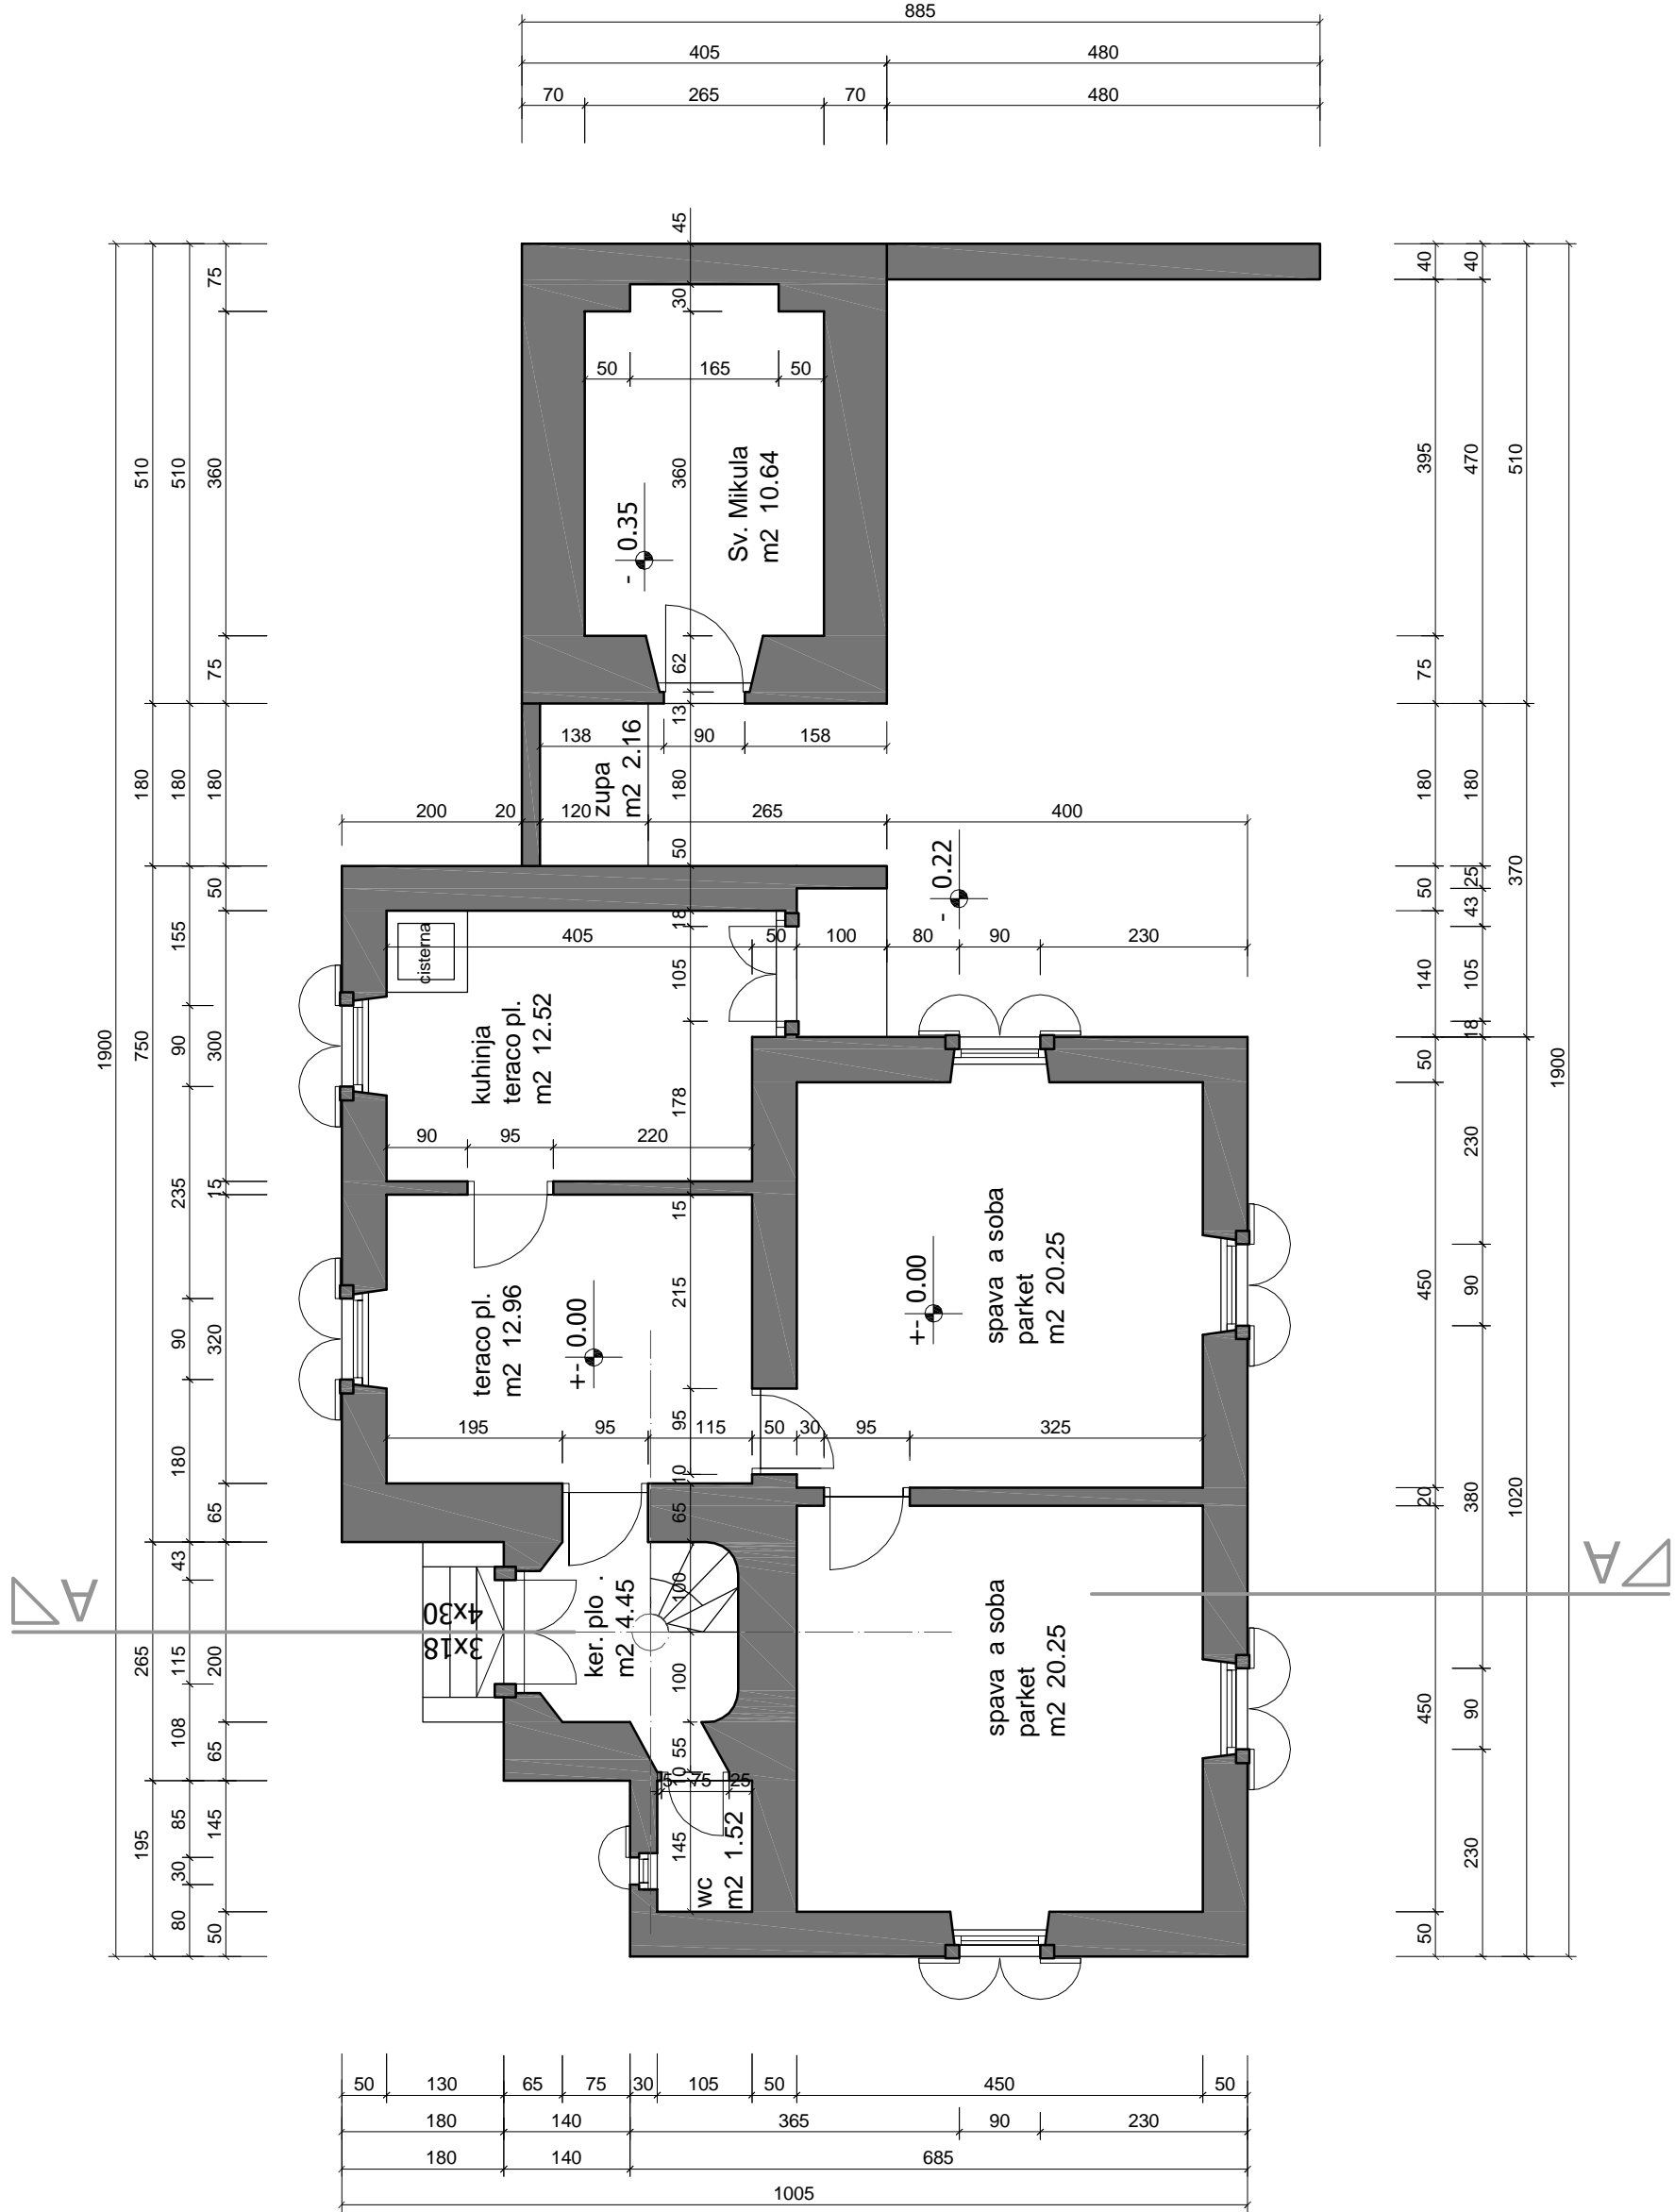 885
405 480
70 265 70 480
45
75
30
50 165 50
360
Sv. Mikula
m2 10.64
- 0.35
62
13
138 90 158
zupa
m2 2.16
180
200 20 120 265 400
50
- 0.22
18
405 50 100 80 90 230
cisterna
105
kuhinja
teraco pl.
m2 12.52
178
90 95 220
15
215
teraco pl.
m2 12.96
+- 0.00
+- 0.00
spava a soba
parket
m2 20.25
95
195 95 115 50 30 95 325
10
65
100
ker. plo .
m2 4.45
4x30
3x18
A
A
100
spava a soba
parket
m2 20.25
55
10
5 75 25
145
wc
m2 1.52
1900
510 180 750 265 195
510 180 155 90 235 90 180 43 115 108 85 30 80
75 360 75 180 50 300 15 320 65 200 65 145 50
40 395 75 180 50 140 50 450 20 450 50
40 470 180 25 43 105 18 230 90 380 90 230
510 370 1020
1900
50 130 65 75 30 105 50 450 50
180 140 365 90 230
180 140 685
1005